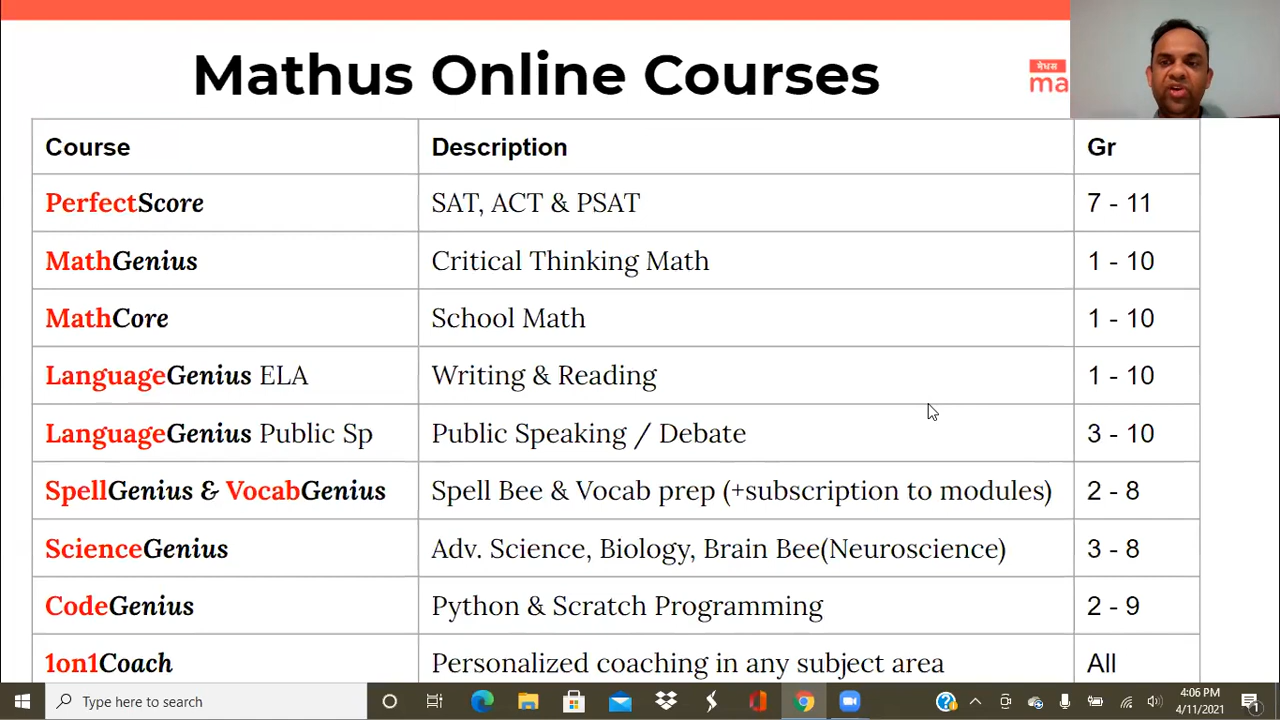 Mathus Online Courses
मेधस
ma
Course Description Gr
PerfectScore SAT, ACT & PSAT 7 - 11
MathGenius Critical Thinking Math 1 - 10
MathCore School Math 1 - 10
LanguageGenius ELA Writing & Reading 1 - 10
LanguageGenius Public Sp Public Speaking / Debate 3 - 10
SpellGenius & VocabGenius Spell Bee & Vocab prep (+subscription to modules) 2 - 8
ScienceGenius Adv. Science, Biology, Brain Bee(Neuroscience) 3 - 8
CodeGenius Python & Scratch Programming 2 - 9
1on1Coach Personalized coaching in any subject area All
Type here to search
4:06 PM
4/11/2021
1